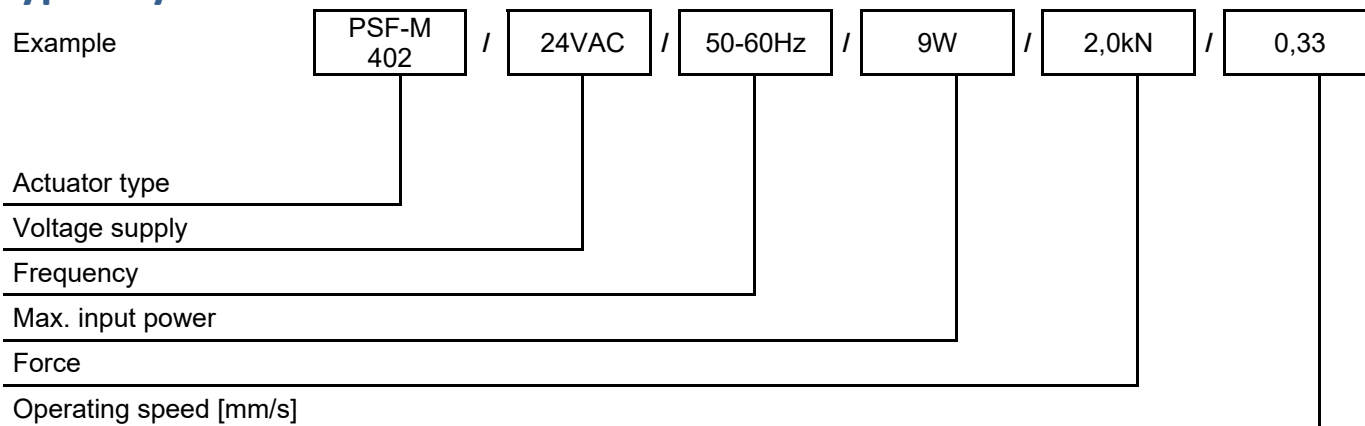 Example PSF-M 402 / 24VAC / 50-60Hz / 9W / 2,0kN / 0,33
Actuator type
Voltage supply
Frequency
Max. input power
Force
Operating speed [mm/s]